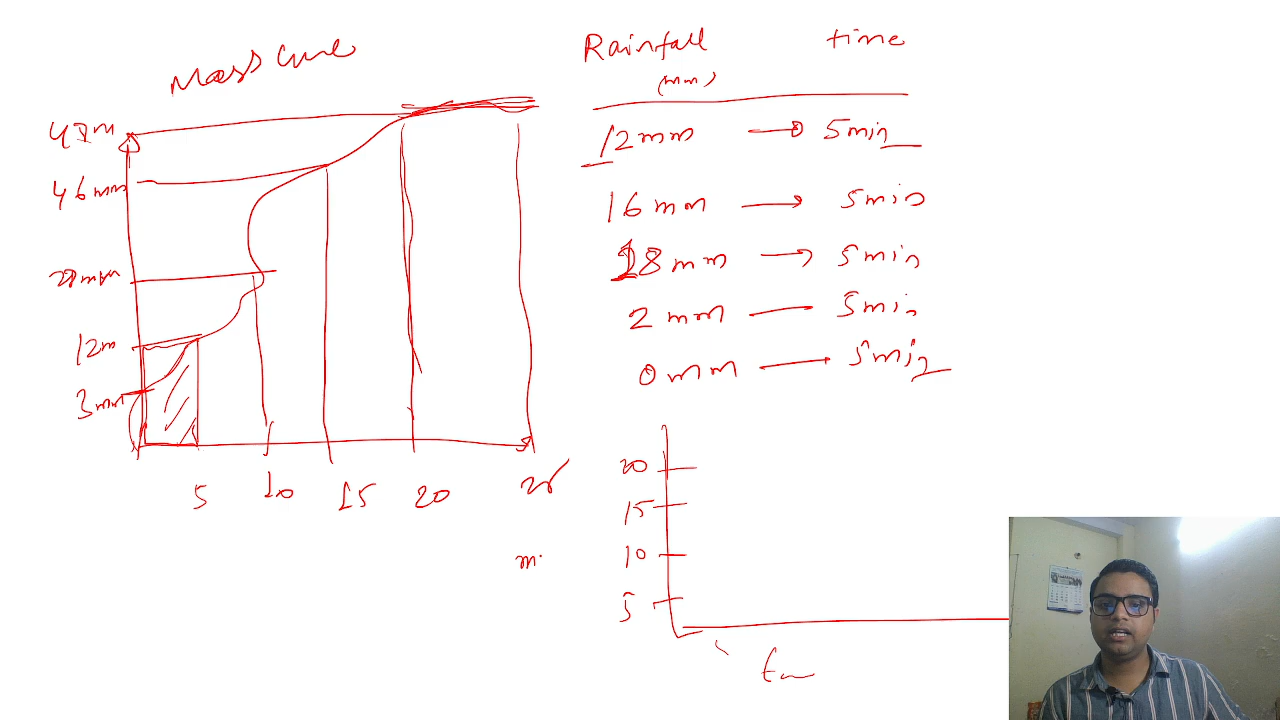 Mass Curve
Rainfall time
(mm)
12mm → 5min
16mm → 5min
18mm → 5min
2mm — 5min
0mm → 5min
46mm
12m
3mm
5 10 15 20
20
15
10
5